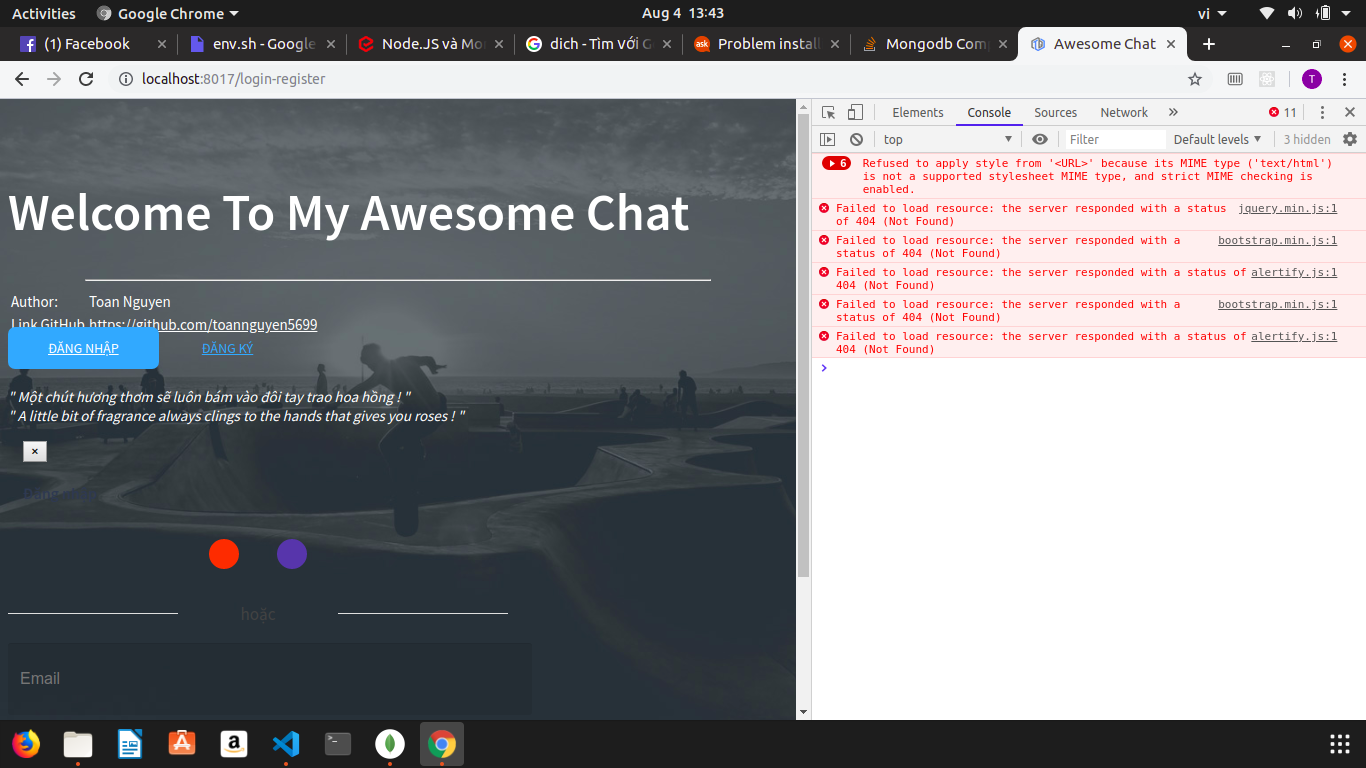 Activities
Google Chrome
Aug 4 13:43
vi
(1) Facebook
env.sh - Google
Node.JS và Mo
dich - Tìm với G
Problem install
Mongodb Com
Awesome Chat
localhost:8017/login-register
T
Welcome To My Awesome Chat
Author: Toan Nguyen
Link GitHub https://github.com/toannguyen5699
ĐĂNG NHẬP
ĐĂNG KÝ
" Một chút hương thơm sẽ luôn bám vào đôi tay trao hoa hồng ! "
" A little bit of fragrance always clings to the hands that gives you roses ! "
×
hoặc
Email
Elements
Console
Sources
Network
11
top
Filter
Default levels
3 hidden
6
Refused to apply style from '<URL>' because its MIME type ('text/html')
is not a supported stylesheet MIME type, and strict MIME checking is
enabled.
Failed to load resource: the server responded with a status jquery.min.js:1
of 404 (Not Found)
Failed to load resource: the server responded with a bootstrap.min.js:1
status of 404 (Not Found)
Failed to load resource: the server responded with a status of alertify.js:1
404 (Not Found)
Failed to load resource: the server responded with a bootstrap.min.js:1
status of 404 (Not Found)
Failed to load resource: the server responded with a status of alertify.js:1
404 (Not Found)